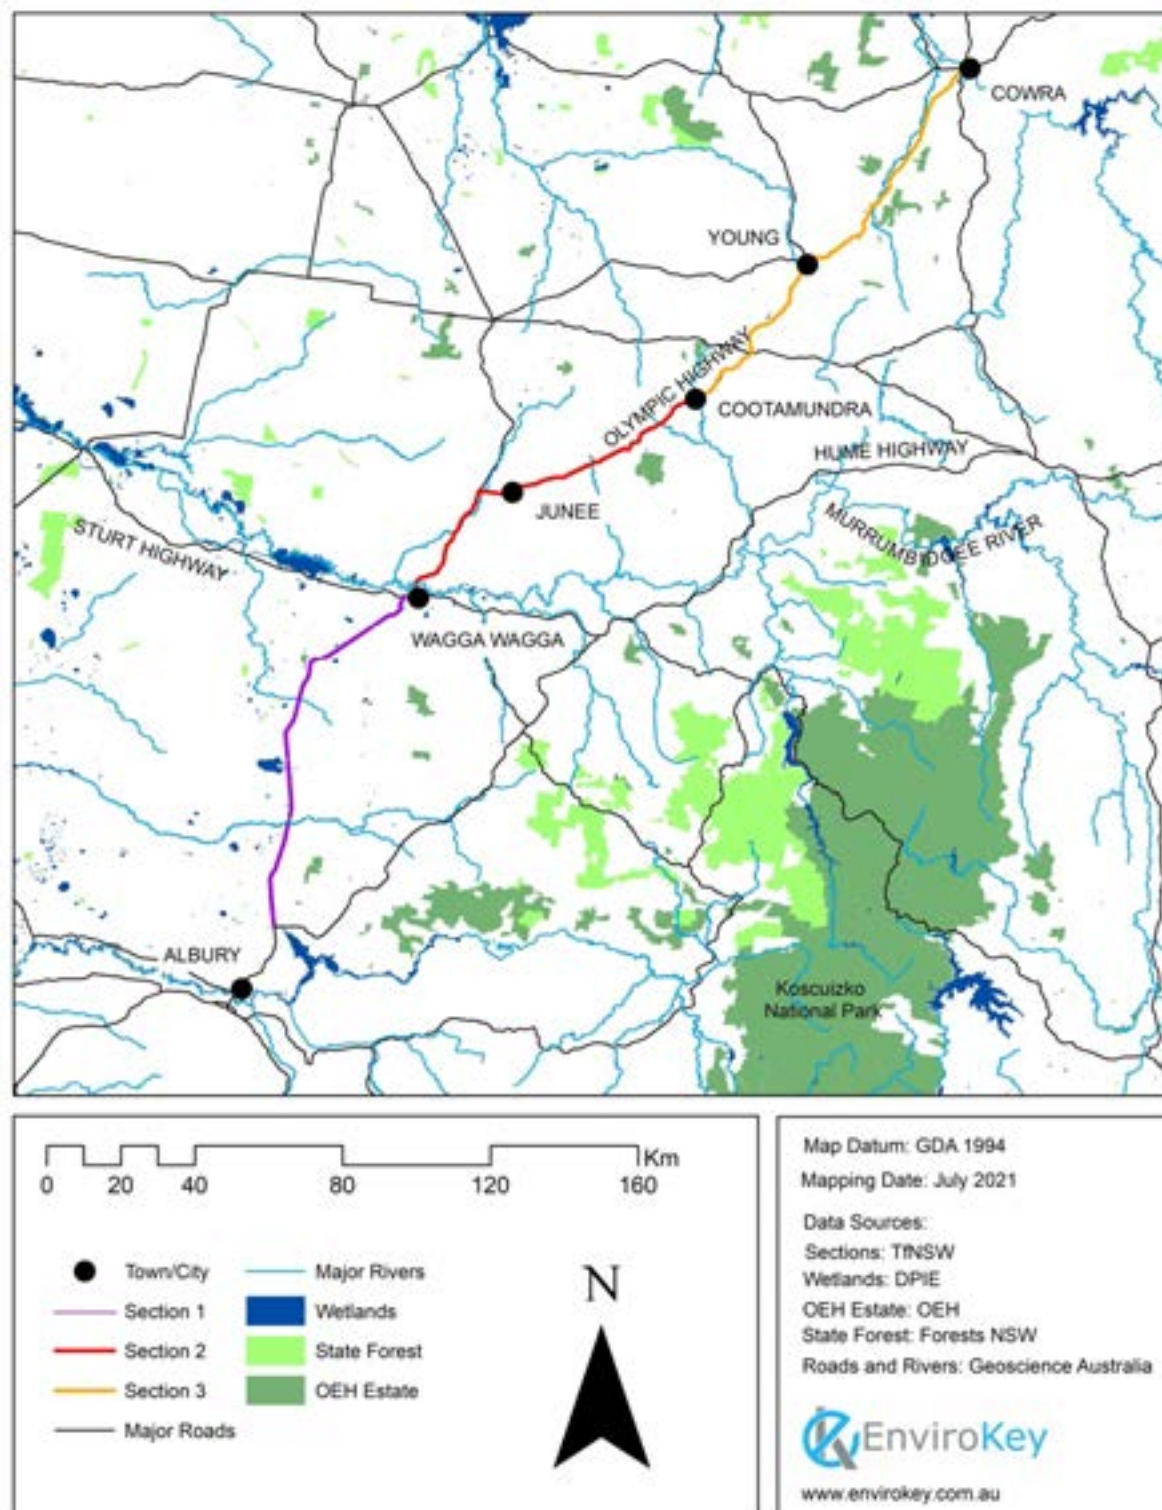 COWRA
YOUNG
OLYMPIC HIGHWAY
COOTAMUNDRA
HUME HIGHWAY
JUNEE
MURRUMBIDGEE RIVER
STURT HIGHWAY
WAGGA WAGGA
ALBURY
Koscuizko
National Park
Km
0 20 40 80 120 160
Town/City
Section 1
Section 2
Section 3
Major Roads
Major Rivers
Wetlands
State Forest
OEH Estate
N
Map Datum: GDA 1994
Mapping Date: July 2021
Data Sources:
Sections: TfNSW
Wetlands: DPIE
OEH Estate: OEH
State Forest: Forests NSW
Roads and Rivers: Geoscience Australia
EnviroKey
www.envirokey.com.au